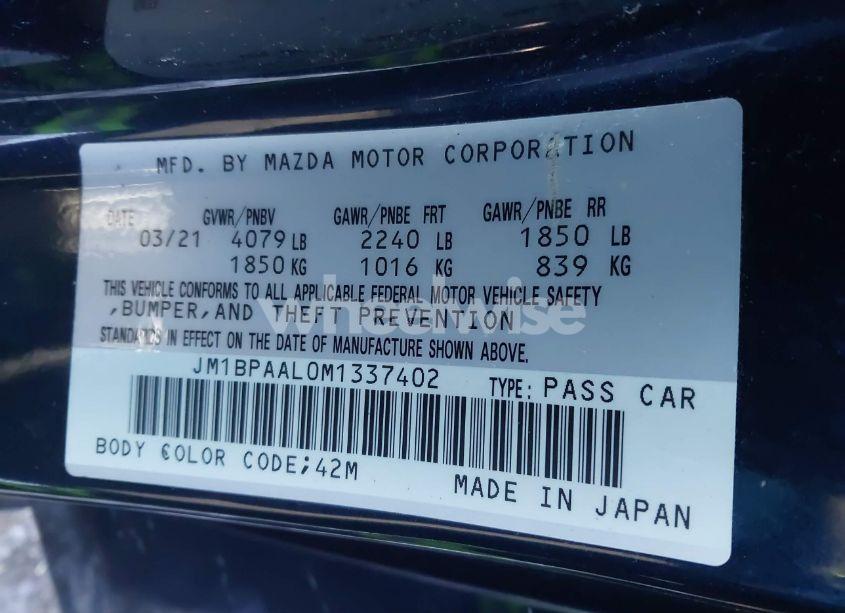 MFD. BY MAZDA MOTOR CORPORATION
DATE GVWR/PNBV GAWR/PNBE FRT GAWR/PNBE RR
03/21 4079 LB 2240 LB 1850 LB
1850 KG 1016 KG 839 KG
THIS VEHICLE CONFORMS TO ALL APPLICABLE FEDERAL MOTOR VEHICLE SAFETY
,BUMPER,AND THEFT PREVENTION
STANDARDS IN EFFECT ON THE DATE OF MANUFACTURE SHOWN ABOVE.
JM1BPAAL0M1337402 TYPE: PASS CAR
BODY COLOR CODE;42M
MADE IN JAPAN
wheelwise